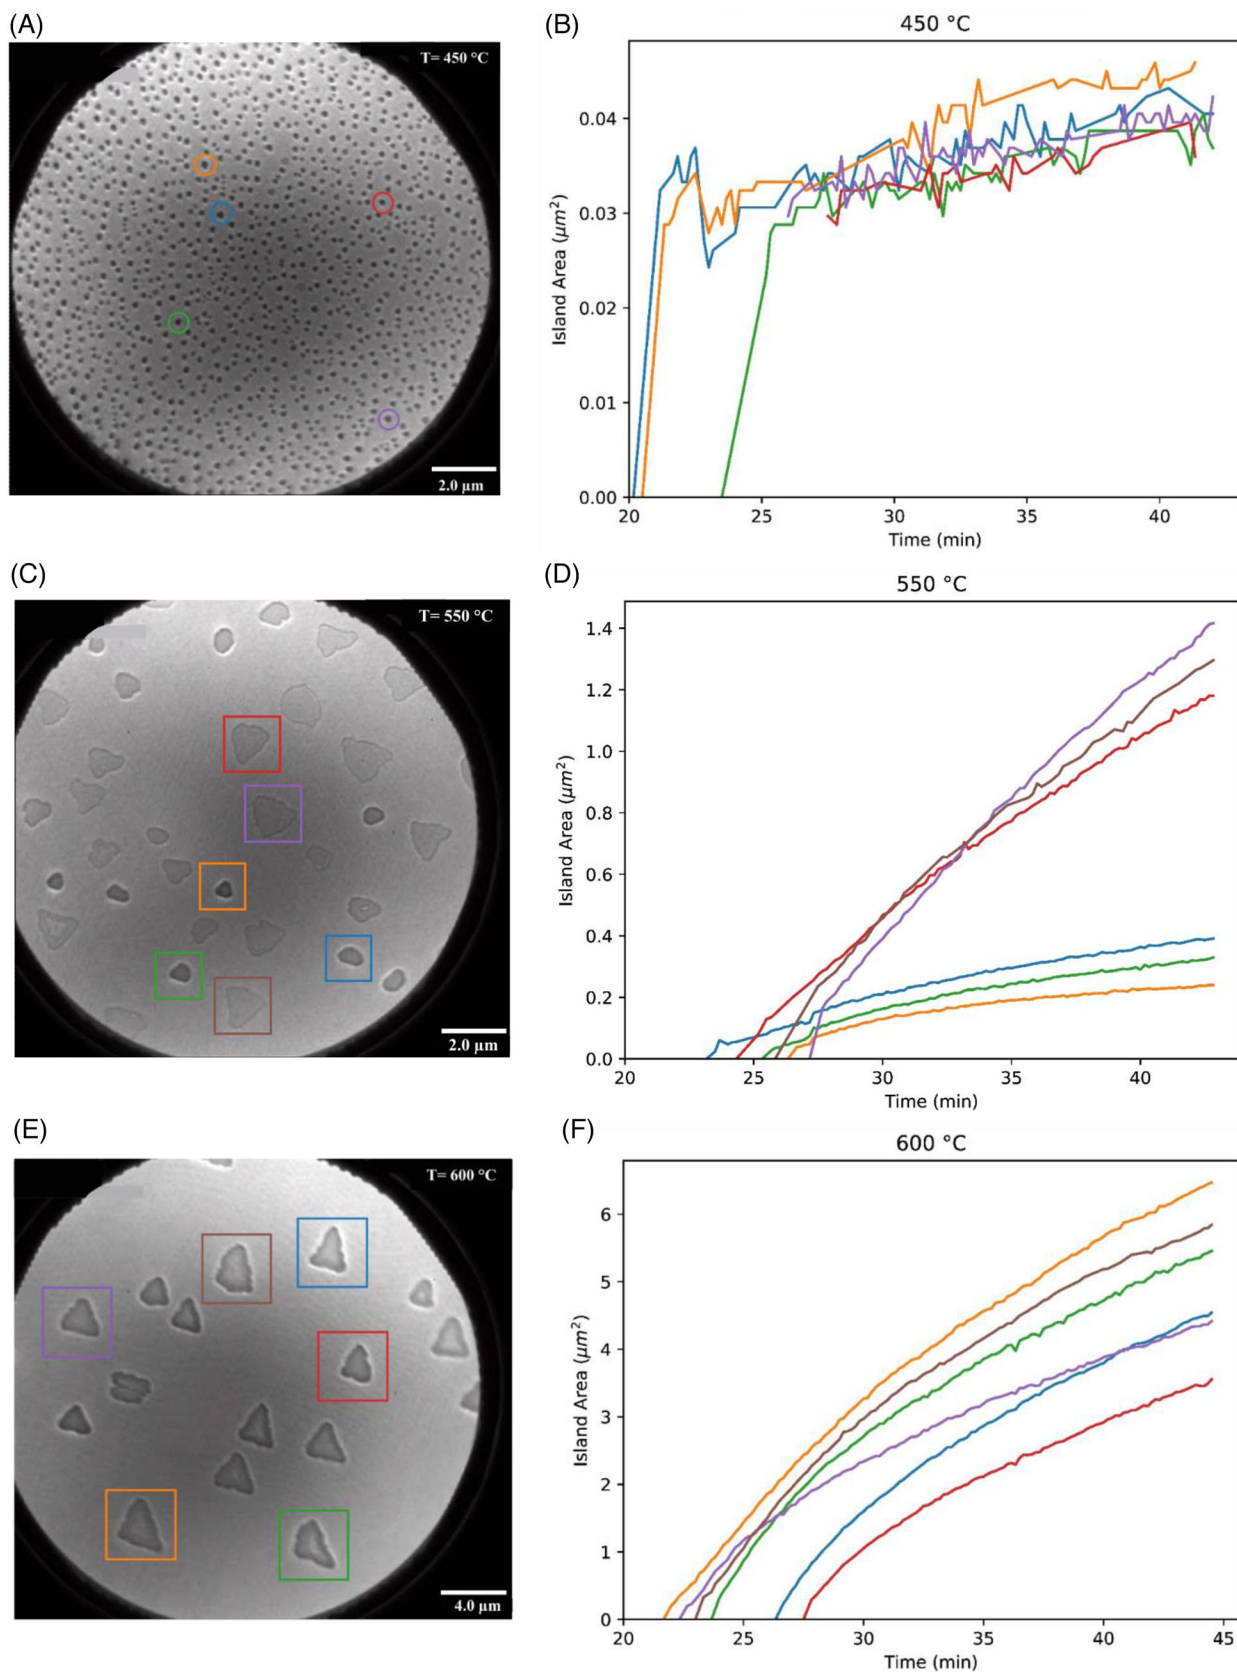 (A)
T= 450 °C
2.0 µm
(B)
450 °C
Island Area (µm²)
0.04
0.03
0.02
0.01
0.00
20 25 30 35 40
Time (min)
(C)
T= 550 °C
2.0 µm
(D)
550 °C
Island Area (µm²)
1.4
1.2
1.0
0.8
0.6
0.4
0.2
0.0
20 25 30 35 40
Time (min)
(E)
T= 600 °C
4.0 µm
(F)
600 °C
Island Area (µm²)
6
5
4
3
2
1
0
20 25 30 35 40 45
Time (min)